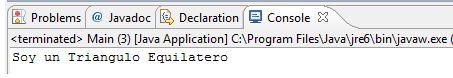 Problems @ Javadoc Declaration Console
<terminated> Main (3) [Java Application] C:\Program Files\Java\jre6\bin\javaw.exe (
Soy un Triangulo Equilatero